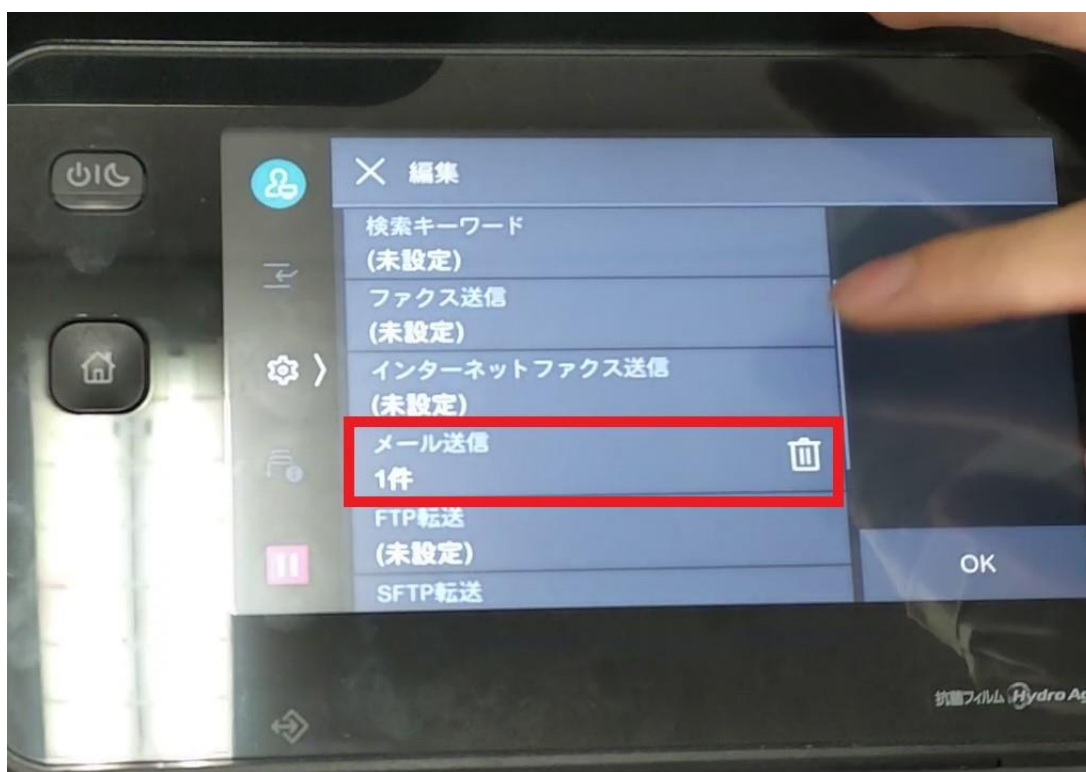 編集
検索キーワード
(未設定)
ファクス送信
(未設定)
インターネットファクス送信
(未設定)
メール送信
1件
FTP転送
(未設定)
SFTP転送
OK
抗菌フィルム Hydro Ag